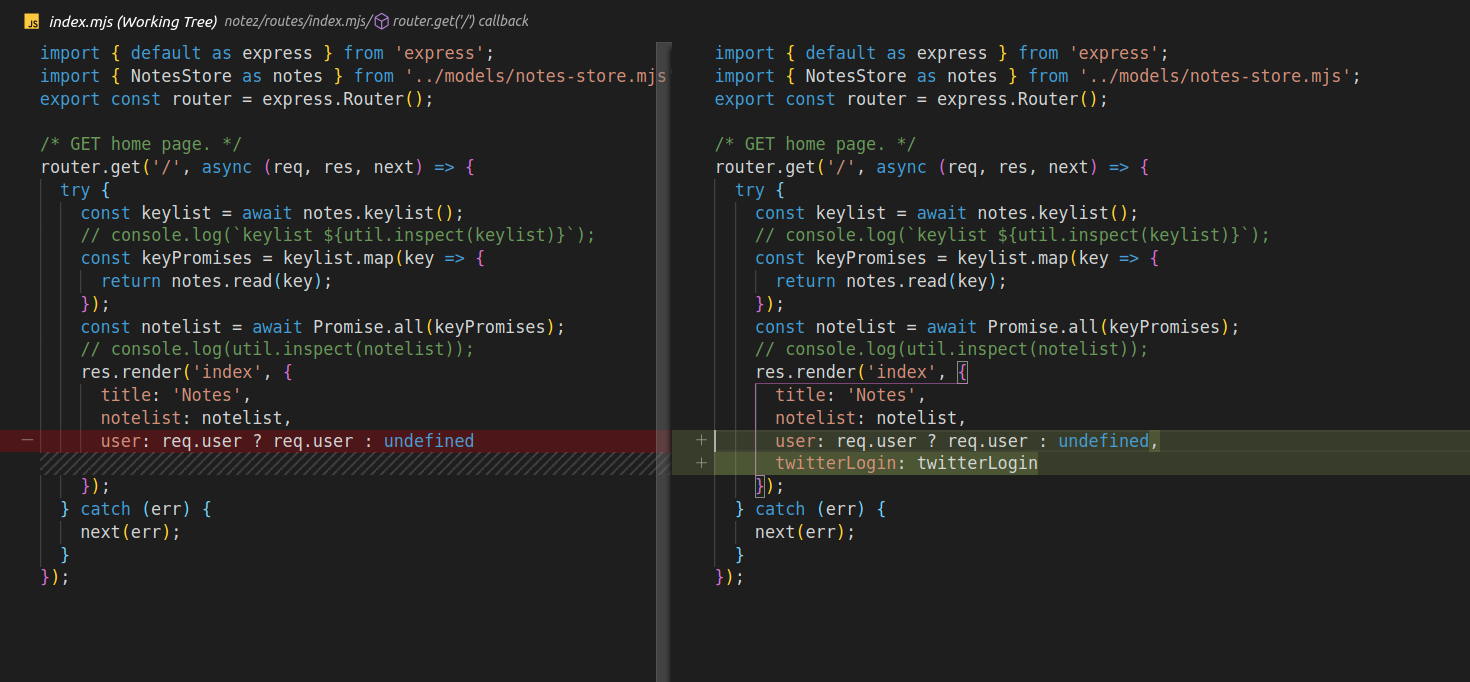 JS index.mjs (Working Tree) notez/routes/index.mjs/ router.get('/') callback
import { default as express } from 'express';
import { NotesStore as notes } from '../models/notes-store.mjs
export const router = express.Router();
/* GET home page. */
router.get('/', async (req, res, next) => {
try {
const keylist = await notes.keylist();
// console.log(`keylist ${util.inspect(keylist)}`);
const keyPromises = keylist.map(key => {
return notes.read(key);
});
const notelist = await Promise.all(keyPromises);
// console.log(util.inspect(notelist));
res.render('index', {
title: 'Notes',
notelist: notelist,
− user: req.user ? req.user : undefined
});
} catch (err) {
next(err);
}
});
import { default as express } from 'express';
import { NotesStore as notes } from '../models/notes-store.mjs';
export const router = express.Router();
/* GET home page. */
router.get('/', async (req, res, next) => {
try {
const keylist = await notes.keylist();
// console.log(`keylist ${util.inspect(keylist)}`);
const keyPromises = keylist.map(key => {
return notes.read(key);
});
const notelist = await Promise.all(keyPromises);
// console.log(util.inspect(notelist));
res.render('index', {
title: 'Notes',
notelist: notelist,
+ user: req.user ? req.user : undefined,
+ twitterLogin: twitterLogin
});
} catch (err) {
next(err);
}
});